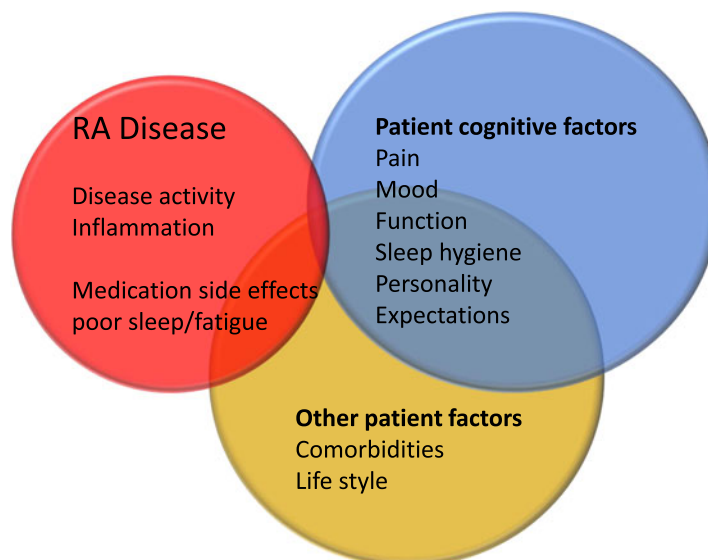 RA Disease
Disease activity
Inflammation
Medication side effects
poor sleep/fatigue
Patient cognitive factors
Pain
Mood
Function
Sleep hygiene
Personality
Expectations
Other patient factors
Comorbidities
Life style